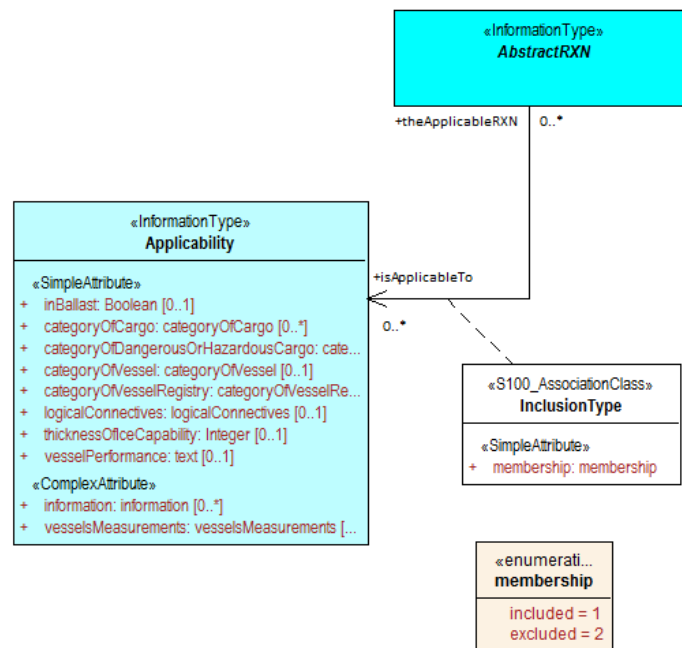 «InformationType»
AbstractRXN
+theApplicableRXN 0..*
«InformationType»
Applicability
«SimpleAttribute»
+ inBallast: Boolean [0..1]
+ categoryOfCargo: categoryOfCargo [0..*]
+ categoryOfDangerousOrHazardousCargo: cate...
+ categoryOfVessel: categoryOfVessel [0..1]
+ categoryOfVesselRegistry: categoryOfVesselRe...
+ logicalConnectives: logicalConnectives [0..1]
+ thicknessOfIceCapability: Integer [0..1]
+ vesselPerformance: text [0..1]
«ComplexAttribute»
+ information: information [0..*]
+ vesselsMeasurements: vesselsMeasurements [...
+isApplicableTo
0..*
«S100_AssociationClass»
InclusionType
«SimpleAttribute»
+ membership: membership
«enumerati...
membership
included = 1
excluded = 2